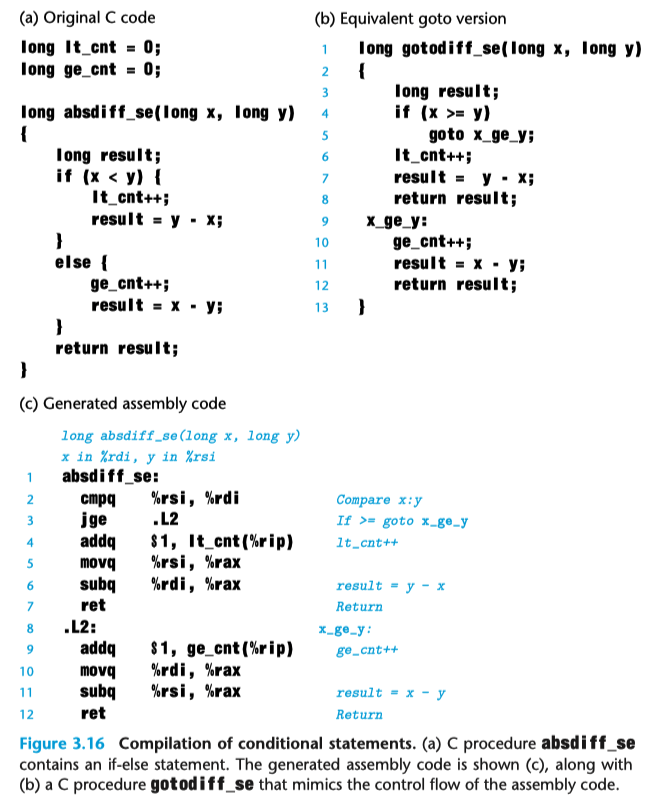 (a) Original C code
long lt_cnt = 0;
long ge_cnt = 0;
long absdiff_se(long x, long y)
{
long result;
if (x < y) {
lt_cnt++;
result = y - x;
}
else {
ge_cnt++;
result = x - y;
}
return result;
}
(b) Equivalent goto version
1 long gotodiff_se(long x, long y)
2 {
3 long result;
4 if (x >= y)
5 goto x_ge_y;
6 lt_cnt++;
7 result = y - x;
8 return result;
9 x_ge_y:
10 ge_cnt++;
11 result = x - y;
12 return result;
13 }
(c) Generated assembly code
long absdiff_se(long x, long y)
x in %rdi, y in %rsi
1 absdiff_se:
2 cmpq %rsi, %rdi Compare x:y
3 jge .L2 If >= goto x_ge_y
4 addq $1, lt_cnt(%rip) lt_cnt++
5 movq %rsi, %rax
6 subq %rdi, %rax result = y - x
7 ret Return
8 .L2: x_ge_y:
9 addq $1, ge_cnt(%rip) ge_cnt++
10 movq %rdi, %rax
11 subq %rsi, %rax result = x - y
12 ret Return
Figure 3.16 Compilation of conditional statements. (a) C procedure absdiff_se
contains an if-else statement. The generated assembly code is shown (c), along with
(b) a C procedure gotodiff_se that mimics the control flow of the assembly code.